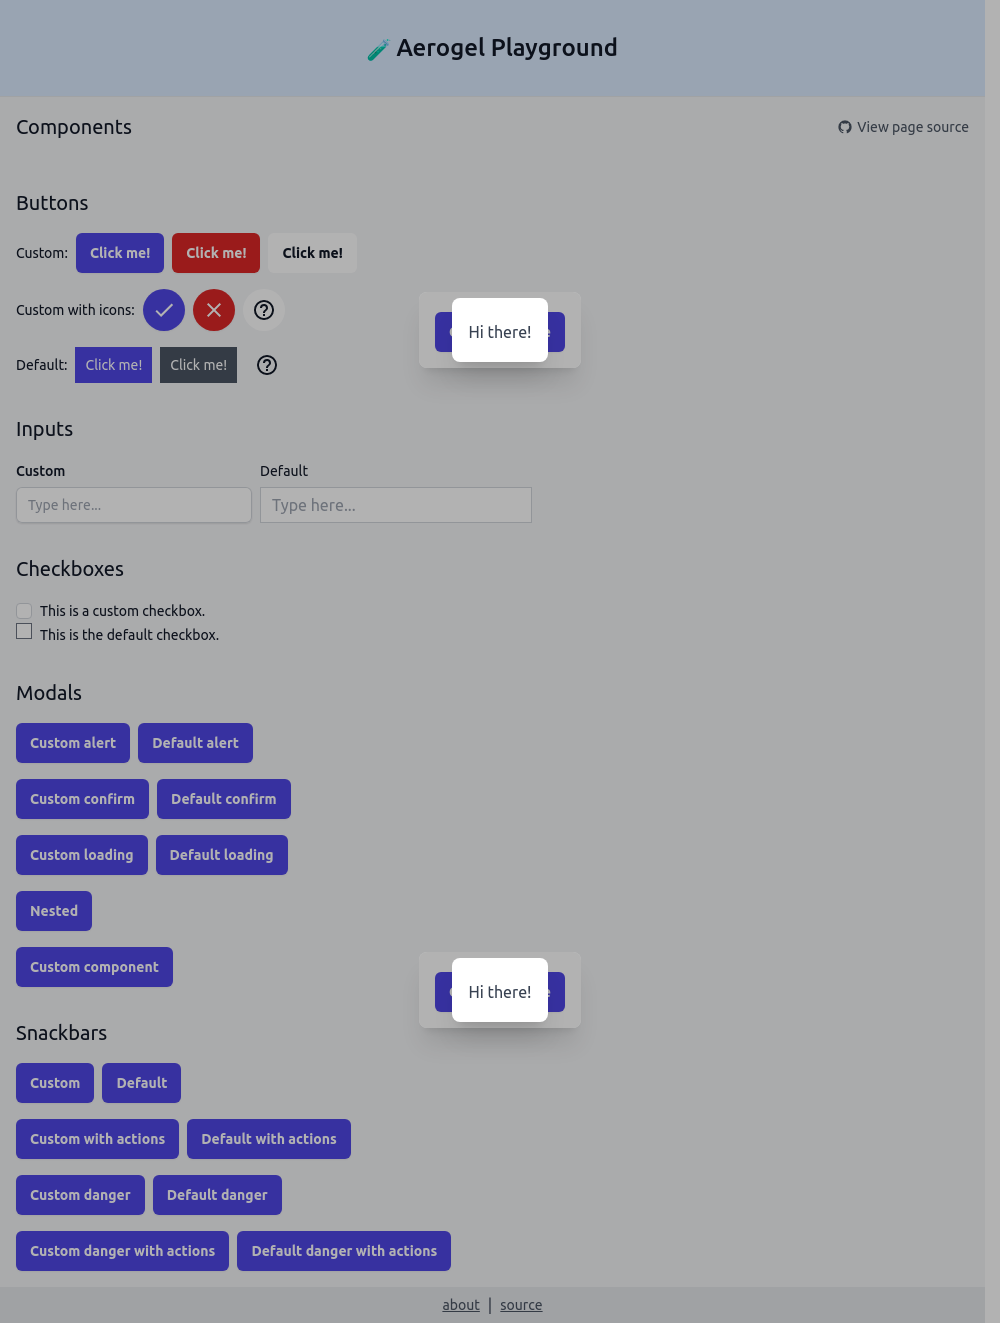 Aerogel Playground
Components
View page source
Buttons
Custom: Click me! Click me! Click me!
Custom with icons:
Hi there!
Default: Click me! Click me!
Inputs
Custom Default
Type here... Type here...
Checkboxes
This is a custom checkbox.
This is the default checkbox.
Modals
Custom alert Default alert
Custom confirm Default confirm
Custom loading Default loading
Nested
Custom component
Hi there!
Snackbars
Custom Default
Custom with actions Default with actions
Custom danger Default danger
Custom danger with actions Default danger with actions
about | source